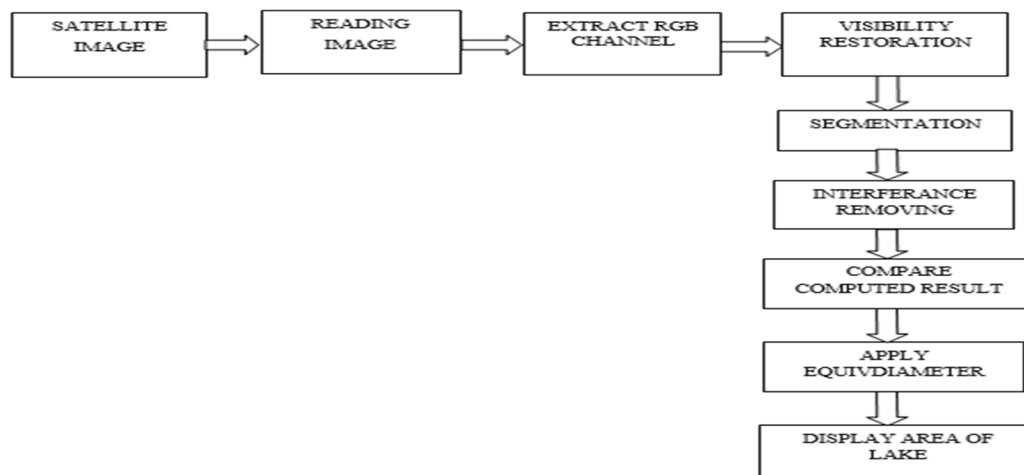 SATELLITE
IMAGE
READING
IMAGE
EXTRACT RGB
CHANNEL
VISIBILITY
RESTORATION
SEGMENTATION
INTERFERANCE
REMOVING
COMPARE
COMPUTED RESULT
APPLY
EQUIVDIAMETER
DISPLAY AREA OF
LAKE